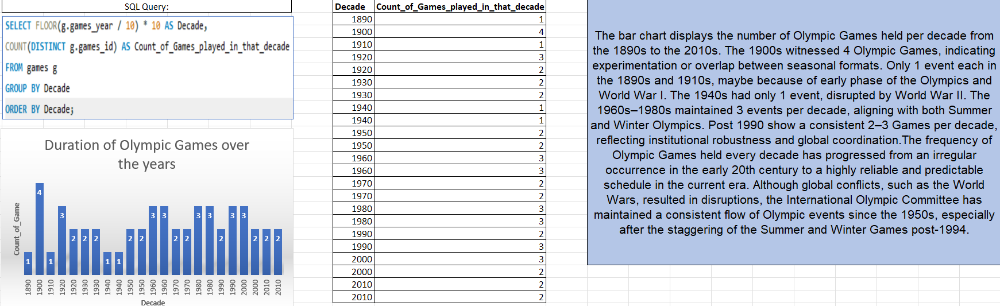 SQL Query:
SELECT FLOOR(g.games_year / 10) * 10 AS Decade,
COUNT(DISTINCT g.games_id) AS Count_of_Games_played_in_that_decade
FROM games g
GROUP BY Decade
ORDER BY Decade;
Duration of Olympic Games over
the years
Count_of_Game
1 4 1 3 2 2 2 1 1 2 2 3 3 2 2 3 3 2 3 3 2 2 2
1890 1900 1910 1920 1920 1930 1930 1940 1940 1950 1950 1960 1960 1970 1970 1980 1980 1990 1990 2000 2000 2010 2010
Decade
Decade Count_of_Games_played_in_that_decade
1890 1
1900 4
1910 1
1920 3
1920 2
1930 2
1930 2
1940 1
1940 1
1950 2
1950 2
1960 3
1960 3
1970 2
1970 2
1980 3
1980 3
1990 2
1990 3
2000 3
2000 2
2010 2
2010 2
The bar chart displays the number of Olympic Games held per decade from
the 1890s to the 2010s. The 1900s witnessed 4 Olympic Games, indicating
experimentation or overlap between seasonal formats. Only 1 event each in
the 1890s and 1910s, maybe because of early phase of the Olympics and
World War I. The 1940s had only 1 event, disrupted by World War II. The
1960s–1980s maintained 3 events per decade, aligning with both Summer
and Winter Olympics. Post 1990 show a consistent 2–3 Games per decade,
reflecting institutional robustness and global coordination.The frequency of
Olympic Games held every decade has progressed from an irregular
occurrence in the early 20th century to a highly reliable and predictable
schedule in the current era. Although global conflicts, such as the World
Wars, resulted in disruptions, the International Olympic Committee has
maintained a consistent flow of Olympic events since the 1950s, especially
after the staggering of the Summer and Winter Games post-1994.